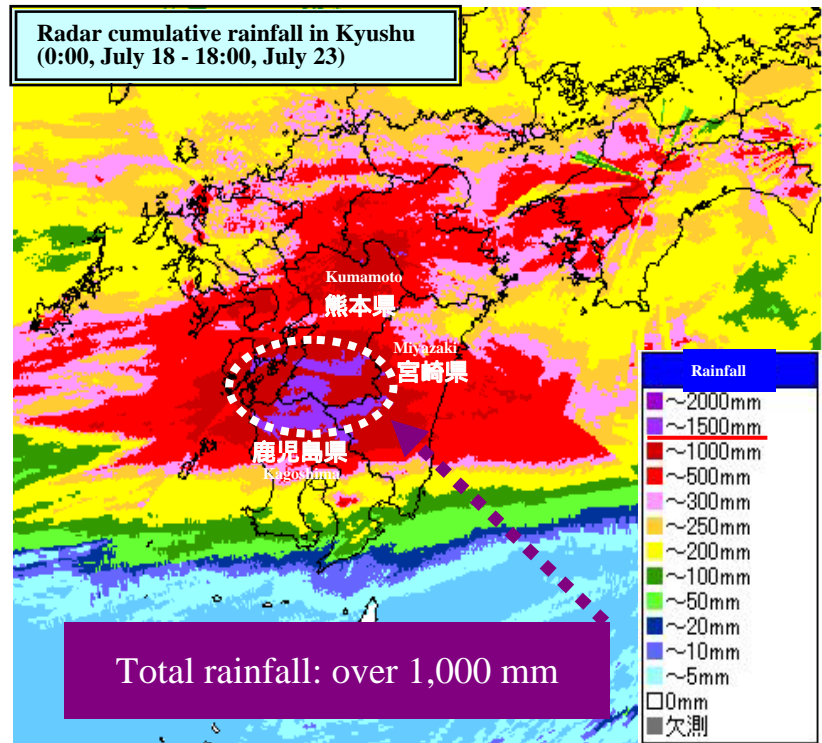 Radar cumulative rainfall in Kyushu
(0:00, July 18 - 18:00, July 23)
Kumamoto
熊本県
Miyazaki
宮崎県
鹿児島県
Kagoshima
Rainfall
～2000mm
～1500mm
～1000mm
～500mm
～300mm
～250mm
～200mm
～100mm
～50mm
～20mm
～10mm
～5mm
0mm
欠測
Total rainfall: over 1,000 mm